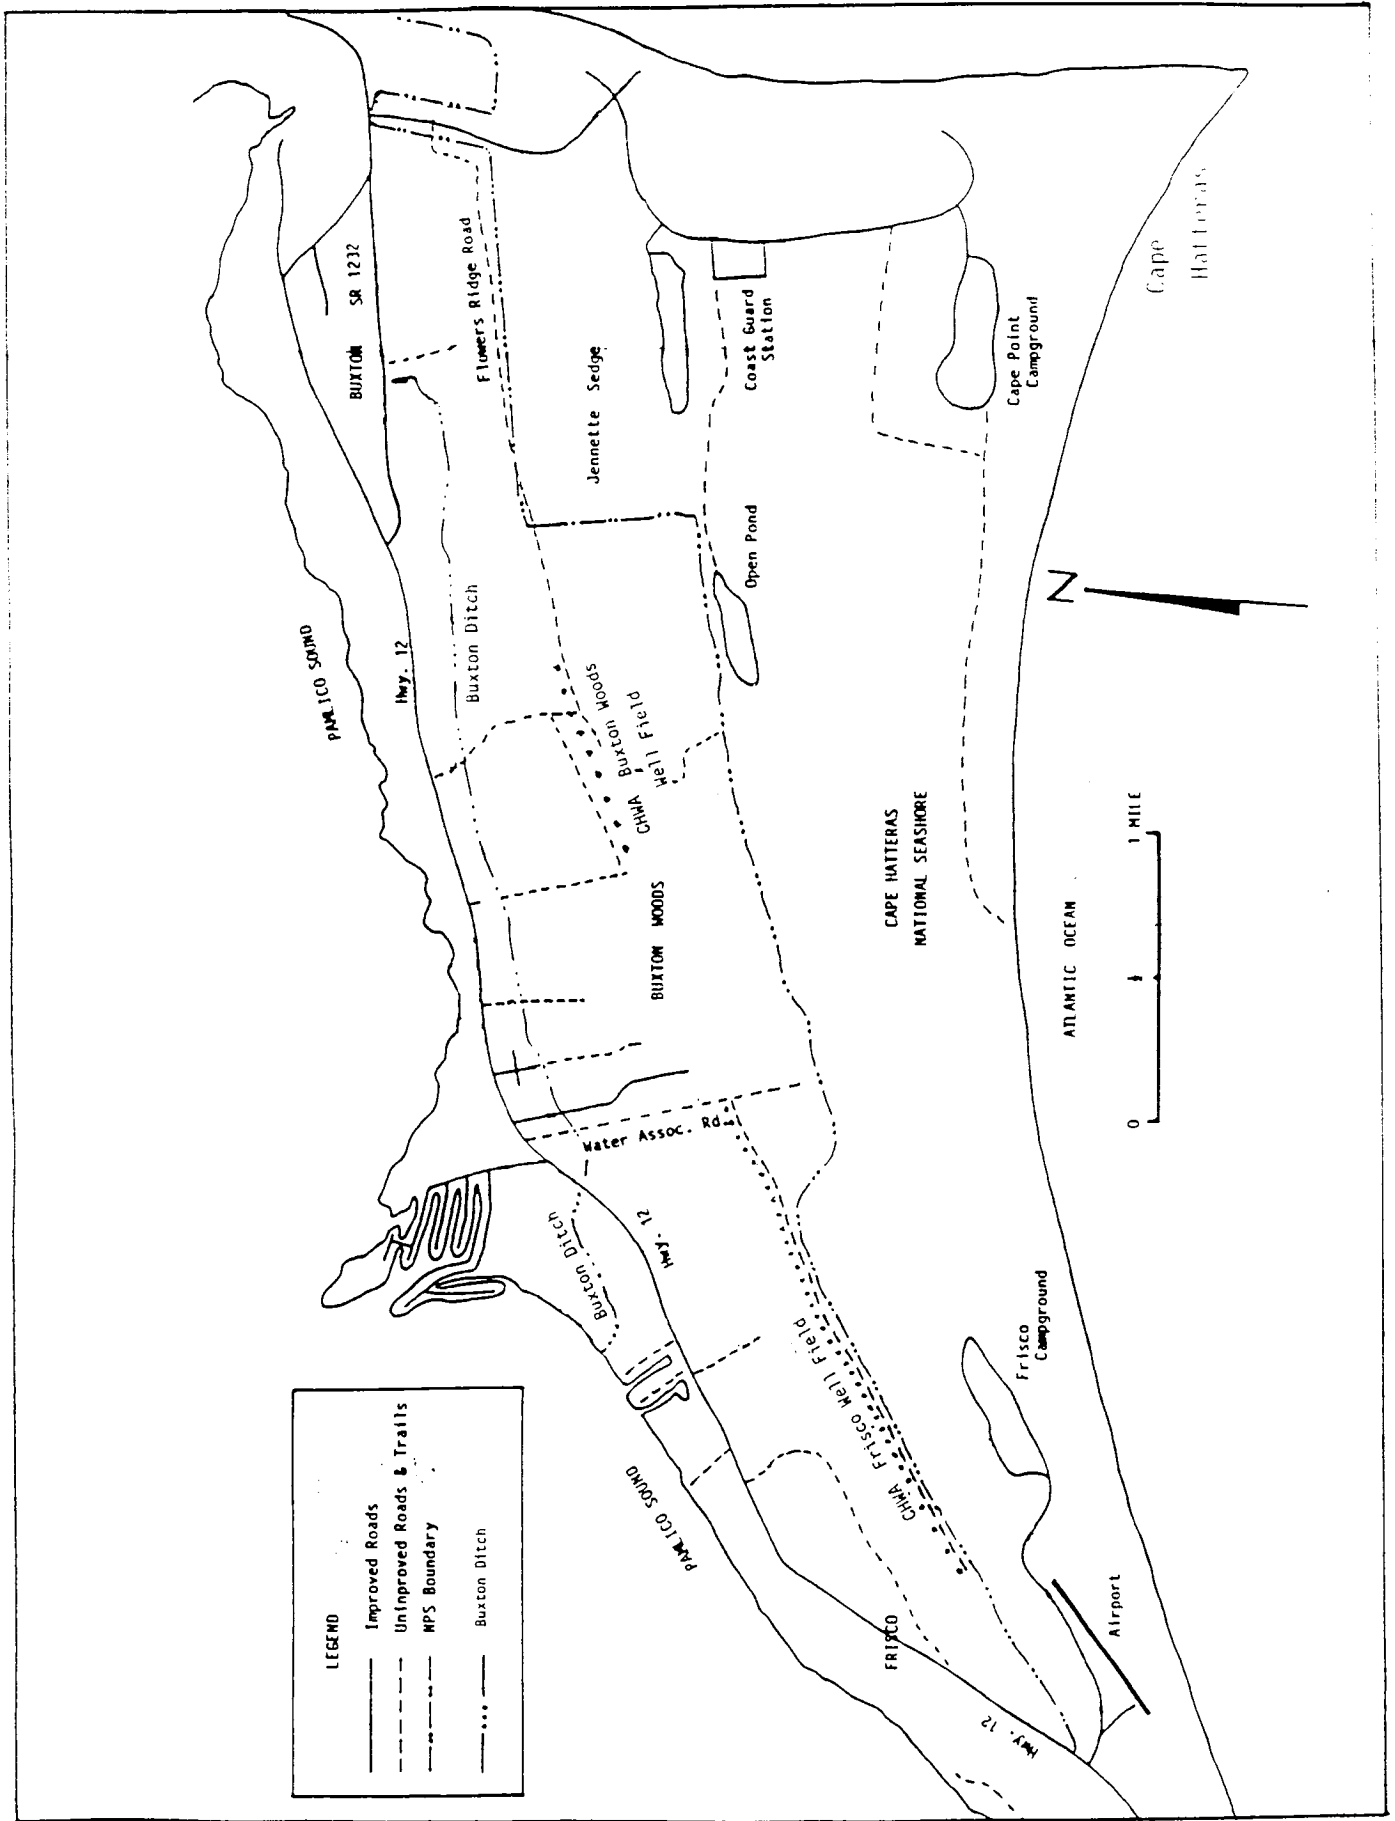 PAMLICO SOUND
BUXTON SR 1232
Hwy. 12
Flowers Ridge Road
Buxton Ditch
Jennette Sedge
Coast Guard
Station
Open Pond
Cape Point
Campground
Cape
Hatteras
CHWA Buxton Woods
Well Field
BUXTON WOODS
CAPE HATTERAS
NATIONAL SEASHORE
N
ATLANTIC OCEAN
0
½
1 MILE
Water Assoc. Rd.
Buxton Ditch
Hwy. 12
CHWA Frisco Well Field
Frisco
Campground
PAMLICO SOUND
FRISCO
Airport
Hwy. 12
LEGEND
Improved Roads
Uninproved Roads & Trails
NPS Boundary
Buxton Ditch